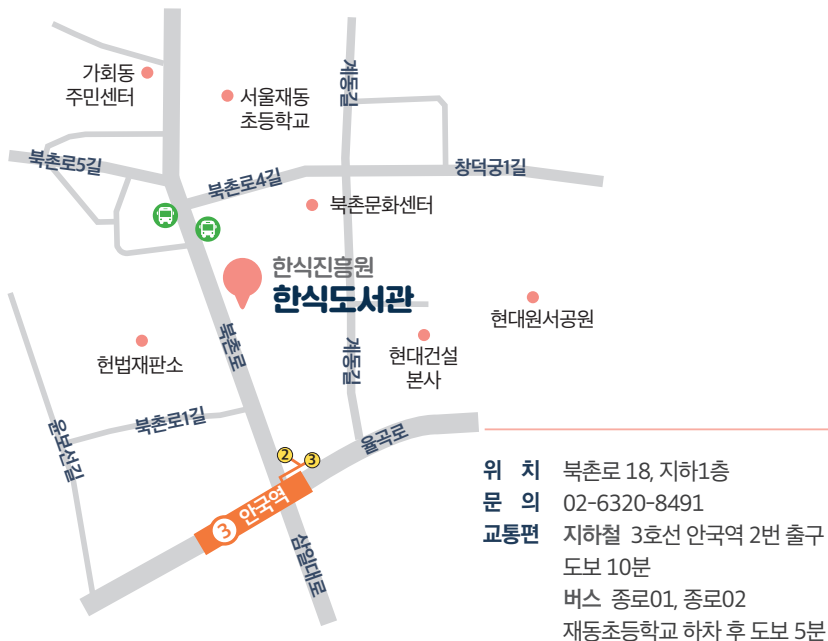 가회동
주민센터
서울재동
초등학교
계동길
북촌로5길
북촌로4길
창덕궁1길
북촌문화센터
한식진흥원
한식도서관
현대원서공원
헌법재판소
북촌로
계동길
현대건설
본사
윤보선길
북촌로1길
율곡로
2
3
3 안국역
삼일대로
위 치 북촌로 18, 지하1층
문 의 02-6320-8491
교통편 지하철 3호선 안국역 2번 출구
도보 10분
버스 종로01, 종로02
재동초등학교 하차 후 도보 5분